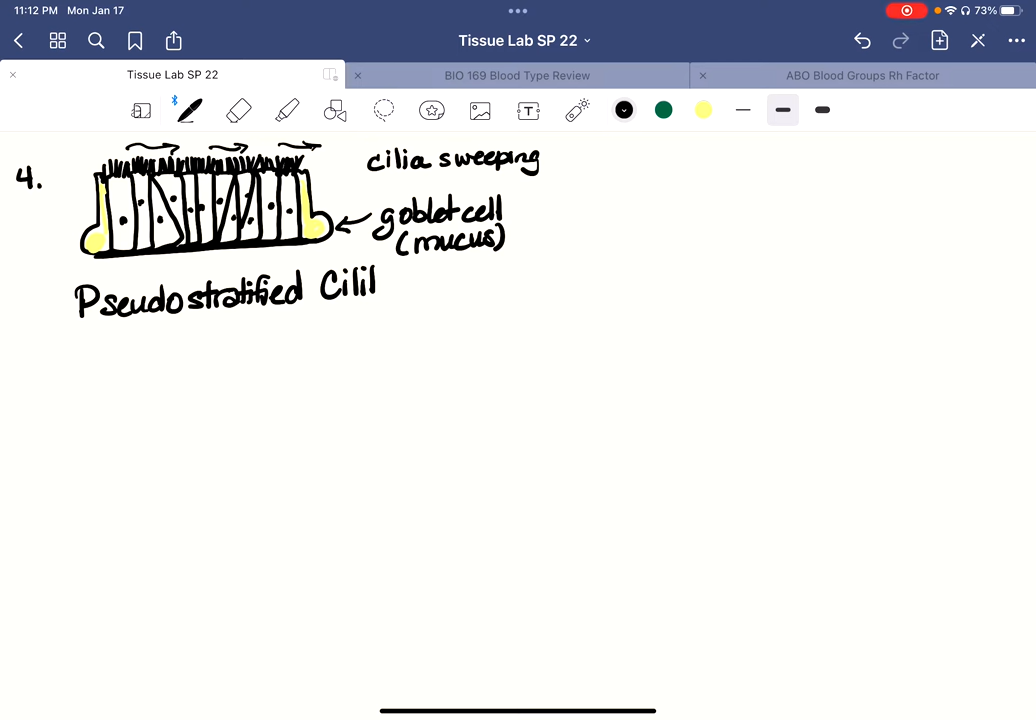 11:12 PM Mon Jan 17
73%
Tissue Lab SP 22
Tissue Lab SP 22
BIO 169 Blood Type Review
ABO Blood Groups Rh Factor
4.
cilia sweeping
goblet cell
(mucus)
Pseudostratified Cilil